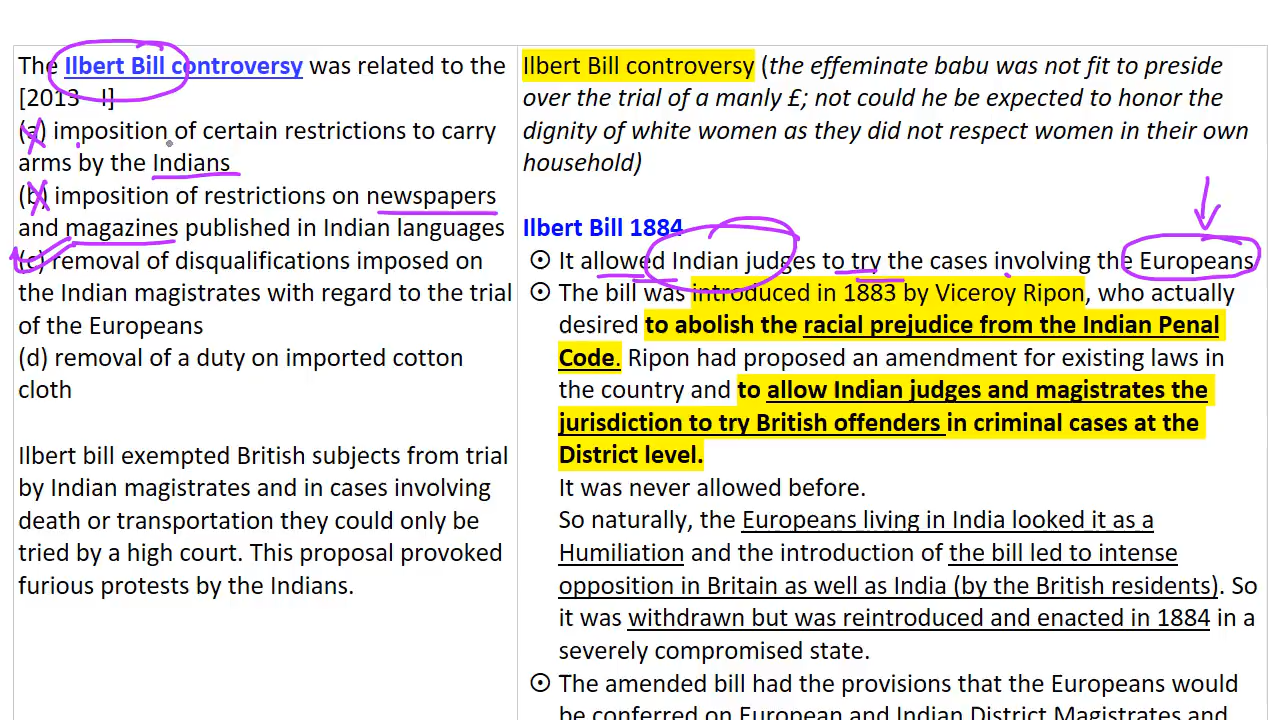 The Ilbert Bill controversy was related to the
[2013 I]
(a) imposition of certain restrictions to carry
arms by the Indians
(b) imposition of restrictions on newspapers
and magazines published in Indian languages
(c) removal of disqualifications imposed on
the Indian magistrates with regard to the trial
of the Europeans
(d) removal of a duty on imported cotton
cloth
Ilbert bill exempted British subjects from trial
by Indian magistrates and in cases involving
death or transportation they could only be
tried by a high court. This proposal provoked
furious protests by the Indians.
Ilbert Bill controversy (the effeminate babu was not fit to preside
over the trial of a manly £; not could he be expected to honor the
dignity of white women as they did not respect women in their own
household)
Ilbert Bill 1884
⊙ It allowed Indian judges to try the cases involving the Europeans
⊙ The bill was introduced in 1883 by Viceroy Ripon, who actually
desired to abolish the racial prejudice from the Indian Penal
Code. Ripon had proposed an amendment for existing laws in
the country and to allow Indian judges and magistrates the
jurisdiction to try British offenders in criminal cases at the
District level.
It was never allowed before.
So naturally, the Europeans living in India looked it as a
Humiliation and the introduction of the bill led to intense
opposition in Britain as well as India (by the British residents). So
it was withdrawn but was reintroduced and enacted in 1884 in a
severely compromised state.
⊙ The amended bill had the provisions that the Europeans would
be conferred on European and Indian District Magistrates and